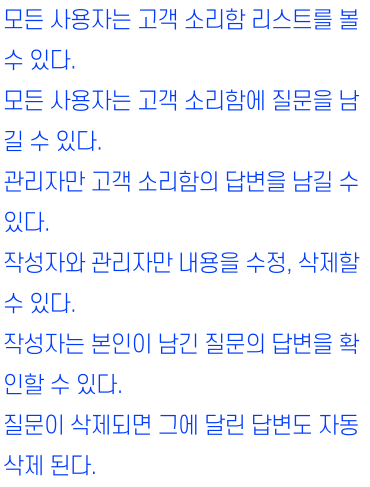 모든 사용자는 고객 소리함 리스트를 볼
수 있다.
모든 사용자는 고객 소리함에 질문을 남
길 수 있다.
관리자만 고객 소리함의 답변을 남길 수
있다.
작성자와 관리자만 내용을 수정, 삭제할
수 있다.
작성자는 본인이 남긴 질문의 답변을 확
인할 수 있다.
질문이 삭제되면 그에 달린 답변도 자동
삭제 된다.